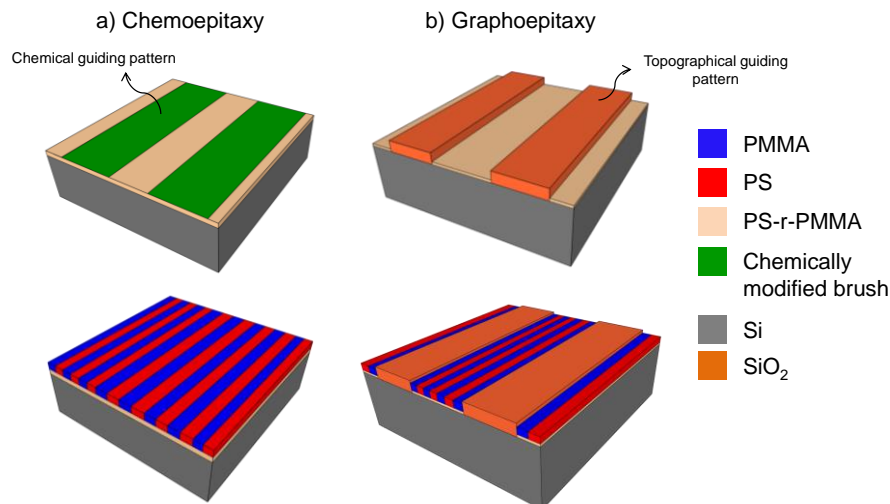 a) Chemoepitaxy
b) Graphoepitaxy
Chemical guiding pattern
Topographical guiding
pattern
PMMA
PS
PS-r-PMMA
Chemically
modified brush
Si
SiO₂